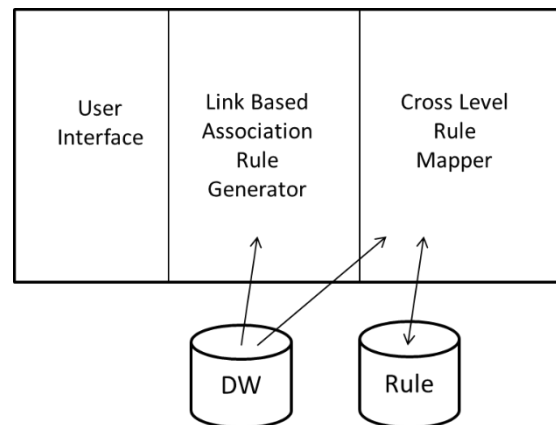 User
Interface
Link Based
Association
Rule
Generator
Cross Level
Rule
Mapper
DW
Rule